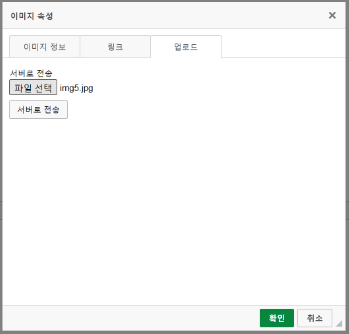 이미지 속성
이미지 정보 링크 업로드
서버로 전송
파일 선택 img5.jpg
서버로 전송
확인 취소